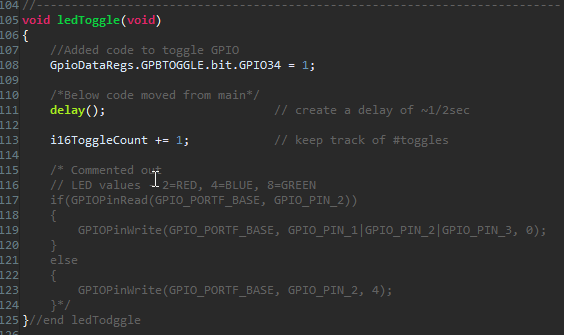 104 //----------------------------------------------------------
105 void ledToggle(void)
106 {
107 //Added code to toggle GPIO
108 GpioDataRegs.GPBTOGGLE.bit.GPIO34 = 1;
109
110 /*Below code moved from main*/
111 delay(); // create a delay of ~1/2sec
112
113 i16ToggleCount += 1; // keep track of #toggles
114
115 /* Commented out
116 // LED values - 2=RED, 4=BLUE, 8=GREEN
117 if(GPIOPinRead(GPIO_PORTF_BASE, GPIO_PIN_2))
118 {
119 GPIOPinWrite(GPIO_PORTF_BASE, GPIO_PIN_1|GPIO_PIN_2|GPIO_PIN_3, 0);
120 }
121 else
122 {
123 GPIOPinWrite(GPIO_PORTF_BASE, GPIO_PIN_2, 4);
124 }*/
125 }//end ledTodggle
126